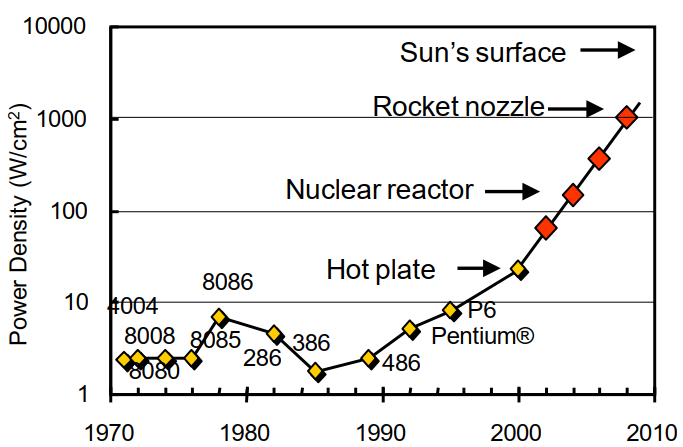 10000
Sun's surface
Rocket nozzle
1000
Power Density (W/cm²)
Nuclear reactor
100
Hot plate
8086
10
4004
P6
8008
8085
386
Pentium®
8080
286
486
1
1970
1980
1990
2000
2010